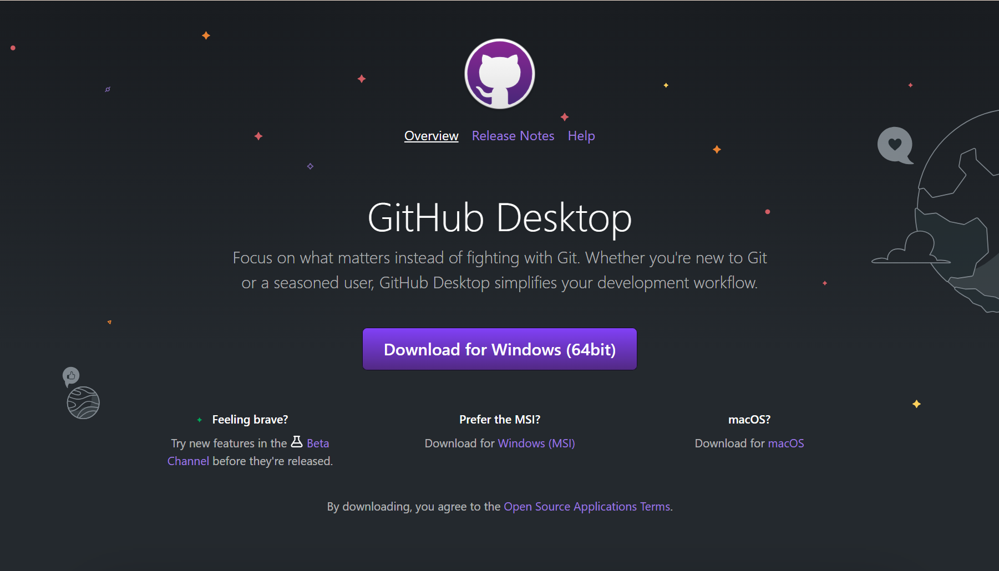 Overview Release Notes Help
GitHub Desktop
Focus on what matters instead of fighting with Git. Whether you're new to Git
or a seasoned user, GitHub Desktop simplifies your development workflow.
Download for Windows (64bit)
Feeling brave?
Try new features in the Beta
Channel before they're released.
Prefer the MSI?
Download for Windows (MSI)
macOS?
Download for macOS
By downloading, you agree to the Open Source Applications Terms.